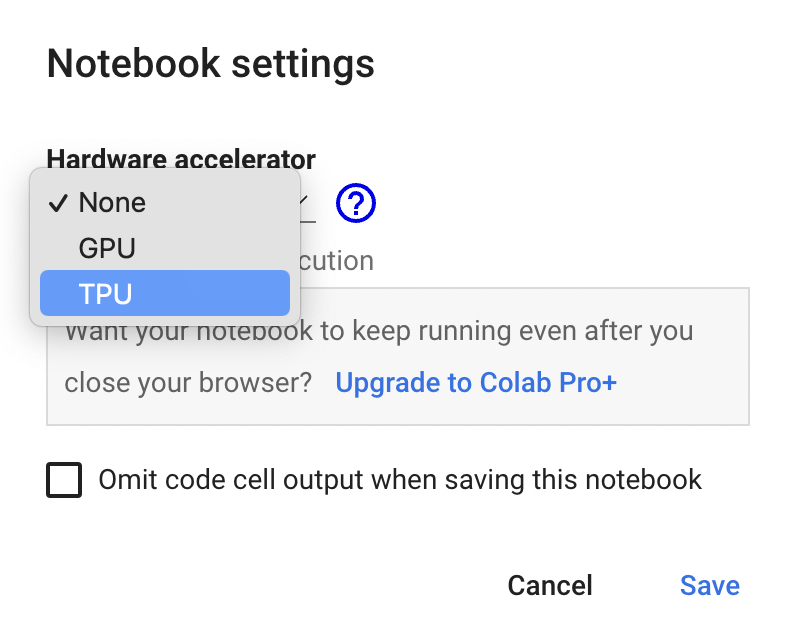 Notebook settings
Hardware accelerator
None
GPU
cution
TPU
Want your notebook to keep running even after you
close your browser? Upgrade to Colab Pro+
Omit code cell output when saving this notebook
Cancel Save